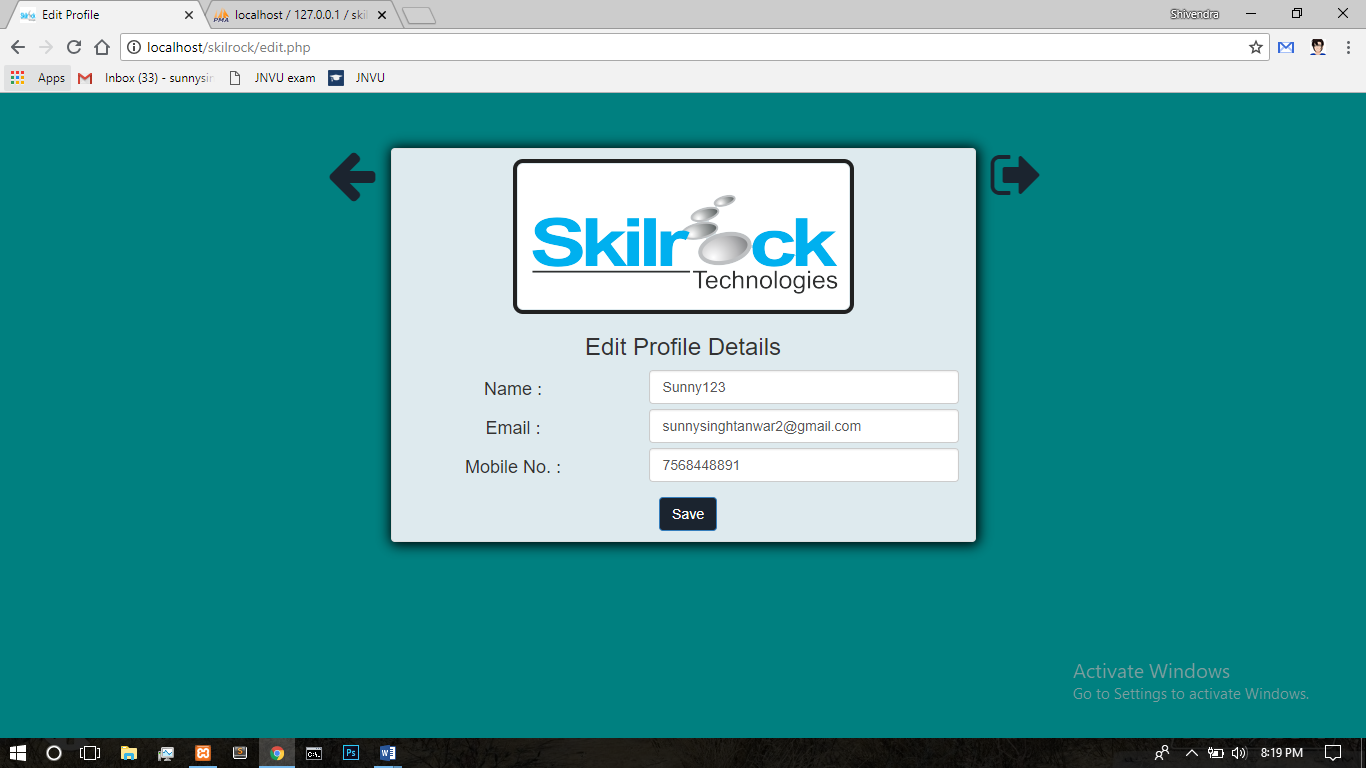 Edit Profile
localhost / 127.0.0.1 / skil
Shivendra
localhost/skilrock/edit.php
Apps
Inbox (33) - sunnysin
JNVU exam
JNVU
Skilrock
Technologies
Edit Profile Details
Name :
Sunny123
Email :
sunnysinghtanwar2@gmail.com
Mobile No. :
7568448891
Save
Activate Windows
Go to Settings to activate Windows.
8:19 PM